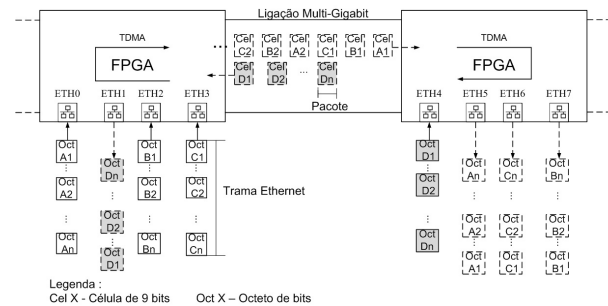 Ligação Multi-Gigabit
TDMA
FPGA
... Cel C2 Cel B2 Cel A2 Cel C1 Cel B1 Cel A1
Cel D1 Cel D2 ... Cel Dn
Pacote
TDMA
FPGA
ETH0 ETH1 ETH2 ETH3
ETH4 ETH5 ETH6 ETH7
Oct A1
Oct A2
...
Oct An
Oct Dn
...
Oct D2
Oct D1
Oct B1
Oct B2
...
Oct Bn
Oct C1
Oct C2
...
Oct Cn
Trama Ethernet
Oct D1
Oct D2
...
Oct Dn
Oct An
...
Oct A2
Oct A1
Oct Cn
...
Oct C2
Oct C1
Oct Bn
...
Oct B2
Oct B1
Legenda :
Cel X - Célula de 9 bits Oct X – Octeto de bits